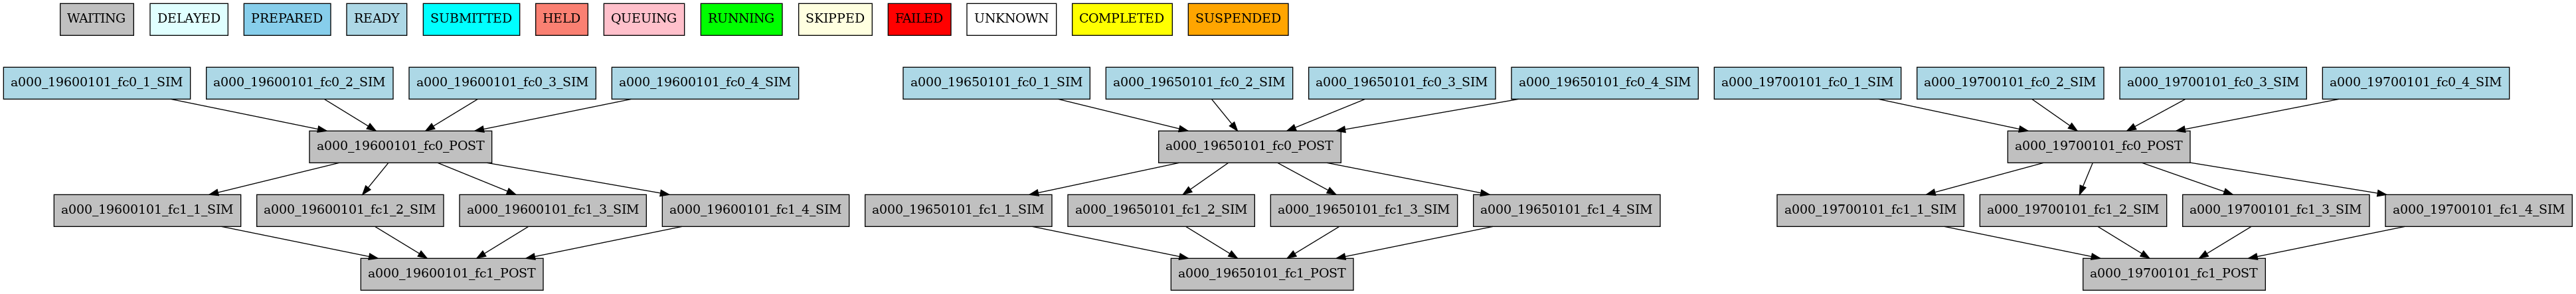 WAITING DELAYED PREPARED READY SUBMITTED HELD QUEUING RUNNING SKIPPED FAILED UNKNOWN COMPLETED SUSPENDED
a000_19600101_fc0_1_SIM a000_19600101_fc0_2_SIM a000_19600101_fc0_3_SIM a000_19600101_fc0_4_SIM a000_19650101_fc0_1_SIM a000_19650101_fc0_2_SIM a000_19650101_fc0_3_SIM a000_19650101_fc0_4_SIM a000_19700101_fc0_1_SIM a000_19700101_fc0_2_SIM a000_19700101_fc0_3_SIM a000_19700101_fc0_4_SIM
a000_19600101_fc0_POST a000_19650101_fc0_POST a000_19700101_fc0_POST
a000_19600101_fc1_1_SIM a000_19600101_fc1_2_SIM a000_19600101_fc1_3_SIM a000_19600101_fc1_4_SIM a000_19650101_fc1_1_SIM a000_19650101_fc1_2_SIM a000_19650101_fc1_3_SIM a000_19650101_fc1_4_SIM a000_19700101_fc1_1_SIM a000_19700101_fc1_2_SIM a000_19700101_fc1_3_SIM a000_19700101_fc1_4_SIM
a000_19600101_fc1_POST a000_19650101_fc1_POST a000_19700101_fc1_POST